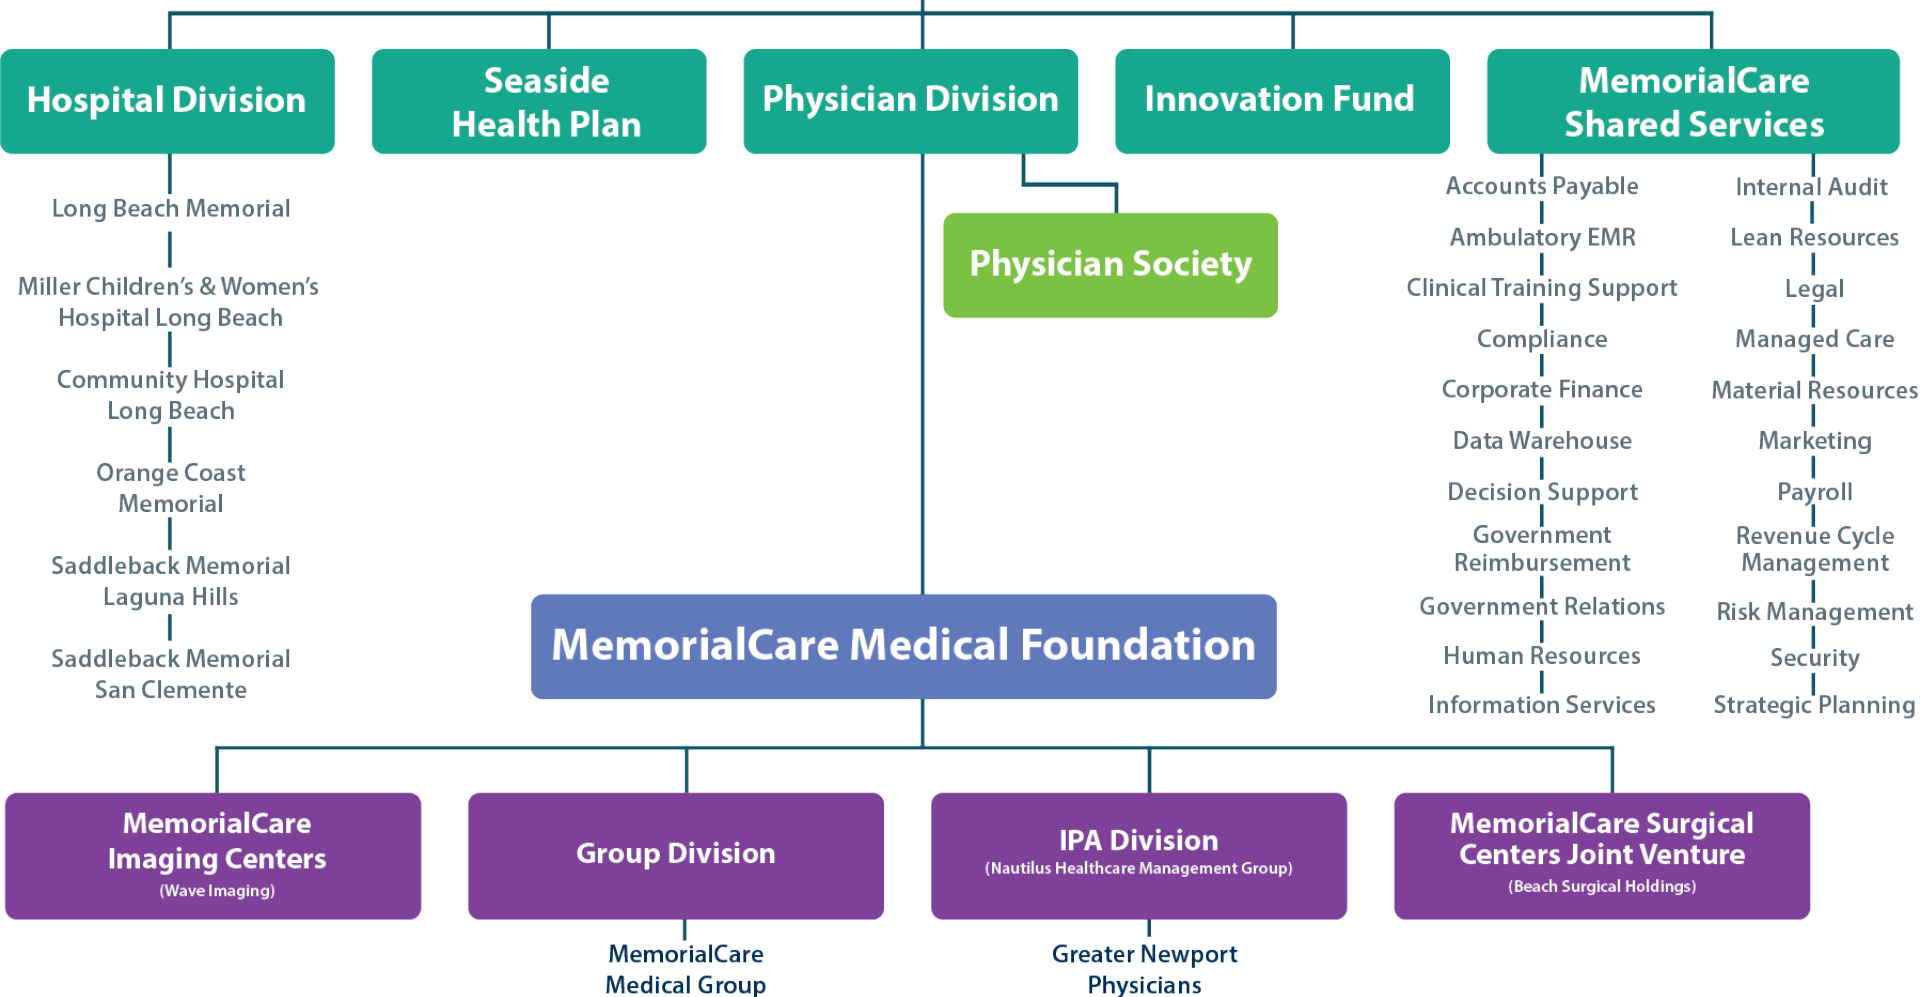 Hospital Division
Seaside
Health Plan
Physician Division
Innovation Fund
MemorialCare
Shared Services
Long Beach Memorial
Miller Children’s & Women’s
Hospital Long Beach
Community Hospital
Long Beach
Orange Coast
Memorial
Saddleback Memorial
Laguna Hills
Saddleback Memorial
San Clemente
Physician Society
Accounts Payable
Ambulatory EMR
Clinical Training Support
Compliance
Corporate Finance
Data Warehouse
Decision Support
Government
Reimbursement
Government Relations
Human Resources
Information Services
Internal Audit
Lean Resources
Legal
Managed Care
Material Resources
Marketing
Payroll
Revenue Cycle
Management
Risk Management
Security
Strategic Planning
MemorialCare Medical Foundation
MemorialCare
Imaging Centers
(Wave Imaging)
Group Division
MemorialCare
Medical Group
IPA Division
(Nautilus Healthcare Management Group)
Greater Newport
Physicians
MemorialCare Surgical
Centers Joint Venture
(Beach Surgical Holdings)